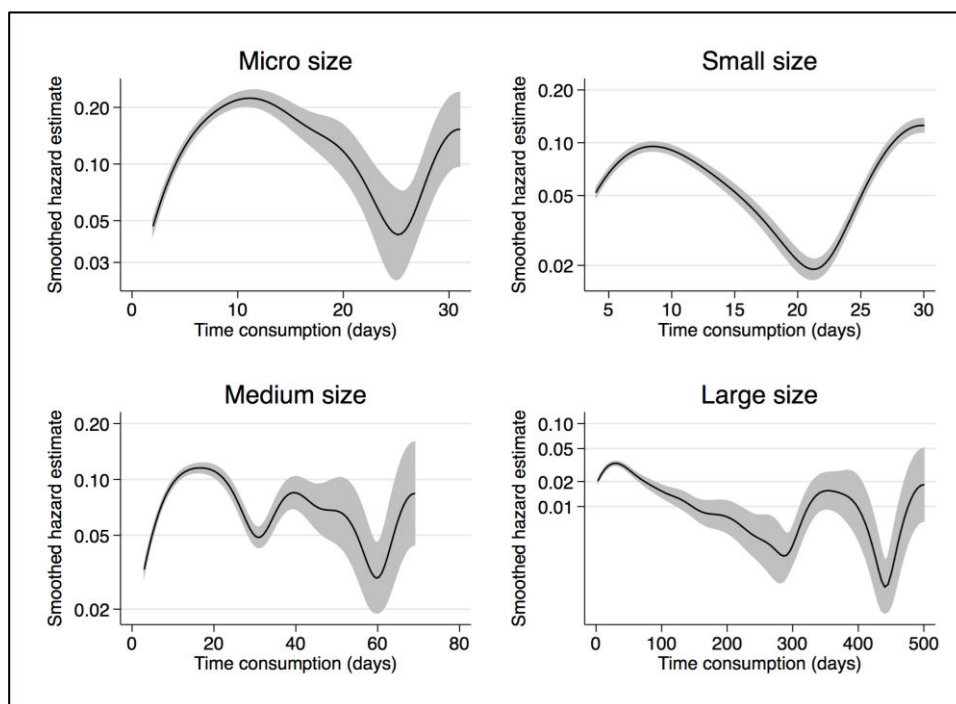 Micro size
Smoothed hazard estimate
0.20
0.10
0.05
0.03
0 10 20 30
Time consumption (days)
Small size
Smoothed hazard estimate
0.20
0.10
0.05
0.02
5 10 15 20 25 30
Time consumption (days)
Medium size
Smoothed hazard estimate
0.20
0.10
0.05
0.02
0 20 40 60 80
Time consumption (days)
Large size
Smoothed hazard estimate
0.10
0.05
0.02
0.01
0 100 200 300 400 500
Time consumption (days)